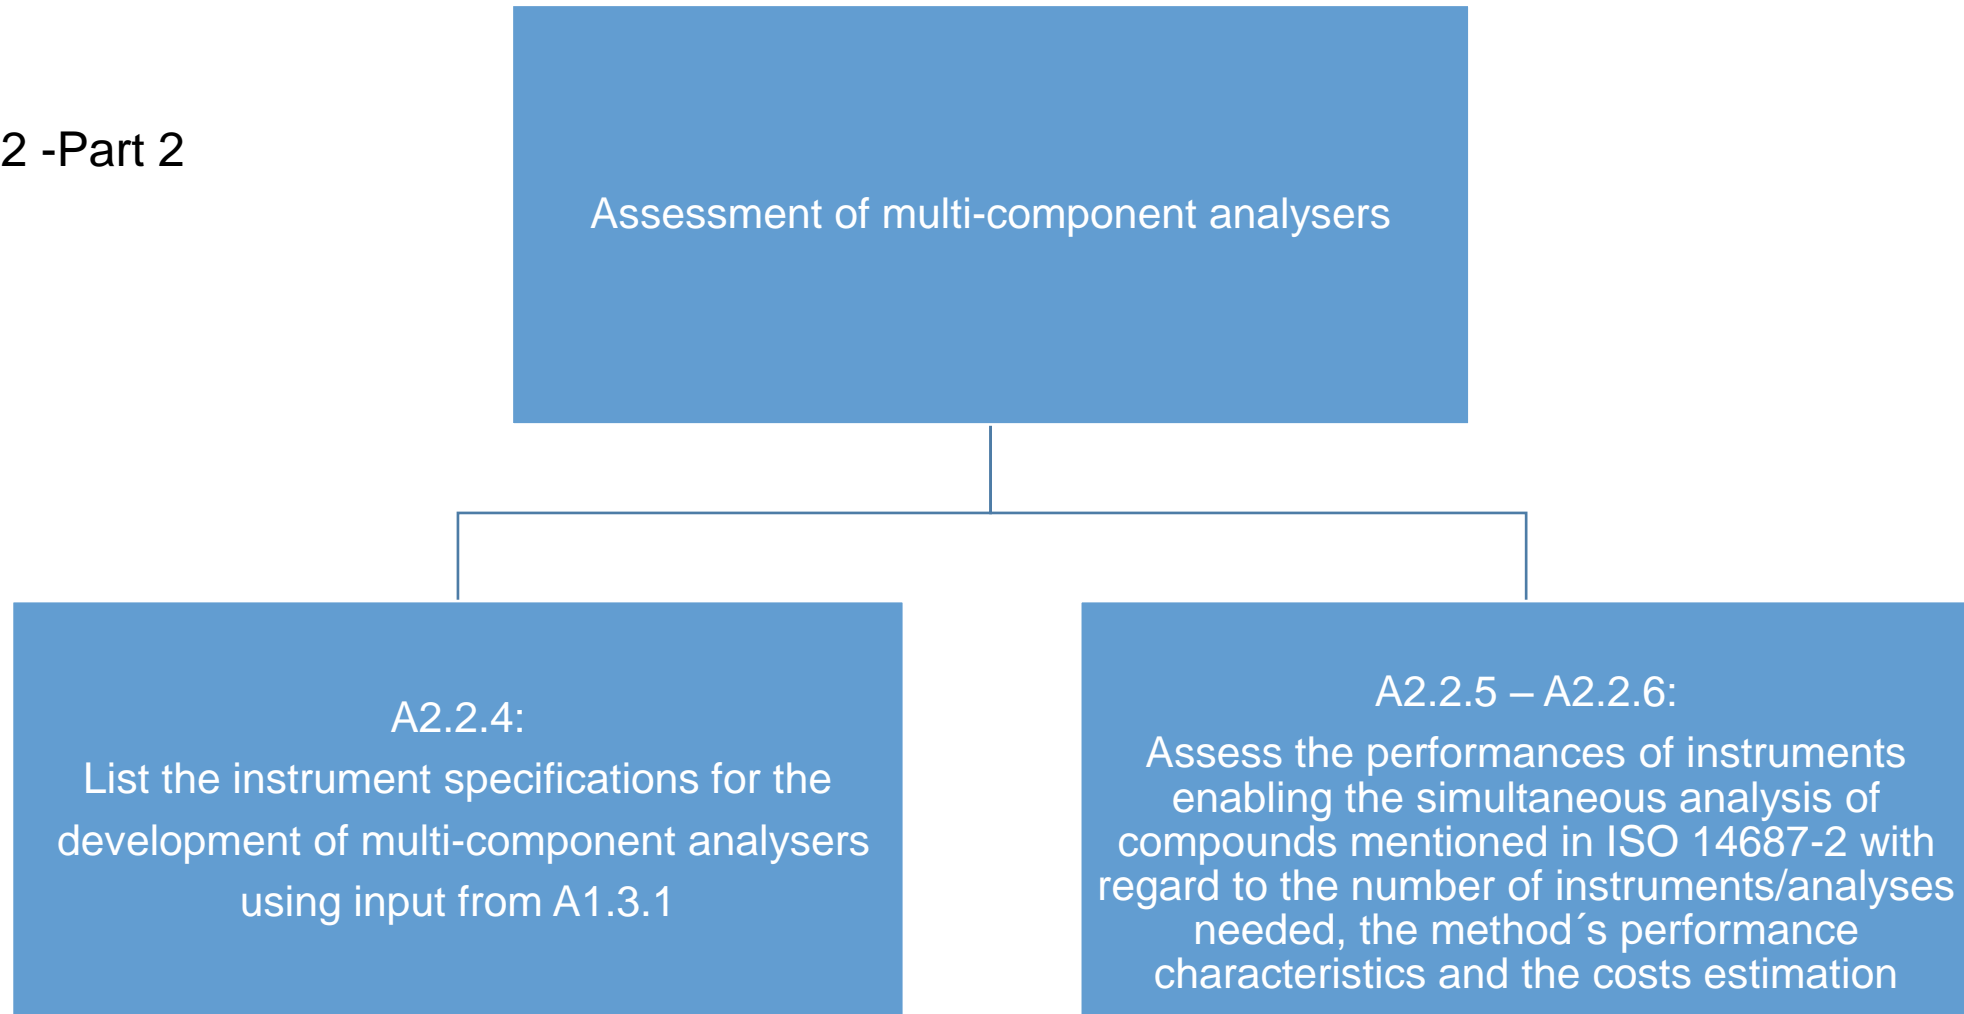 2 -Part 2
Assessment of multi-component analysers
A2.2.4:
List the instrument specifications for the
development of multi-component analysers
using input from A1.3.1
A2.2.5 – A2.2.6:
Assess the performances of instruments
enabling the simultaneous analysis of
compounds mentioned in ISO 14687-2 with
regard to the number of instruments/analyses
needed, the method´s performance
characteristics and the costs estimation